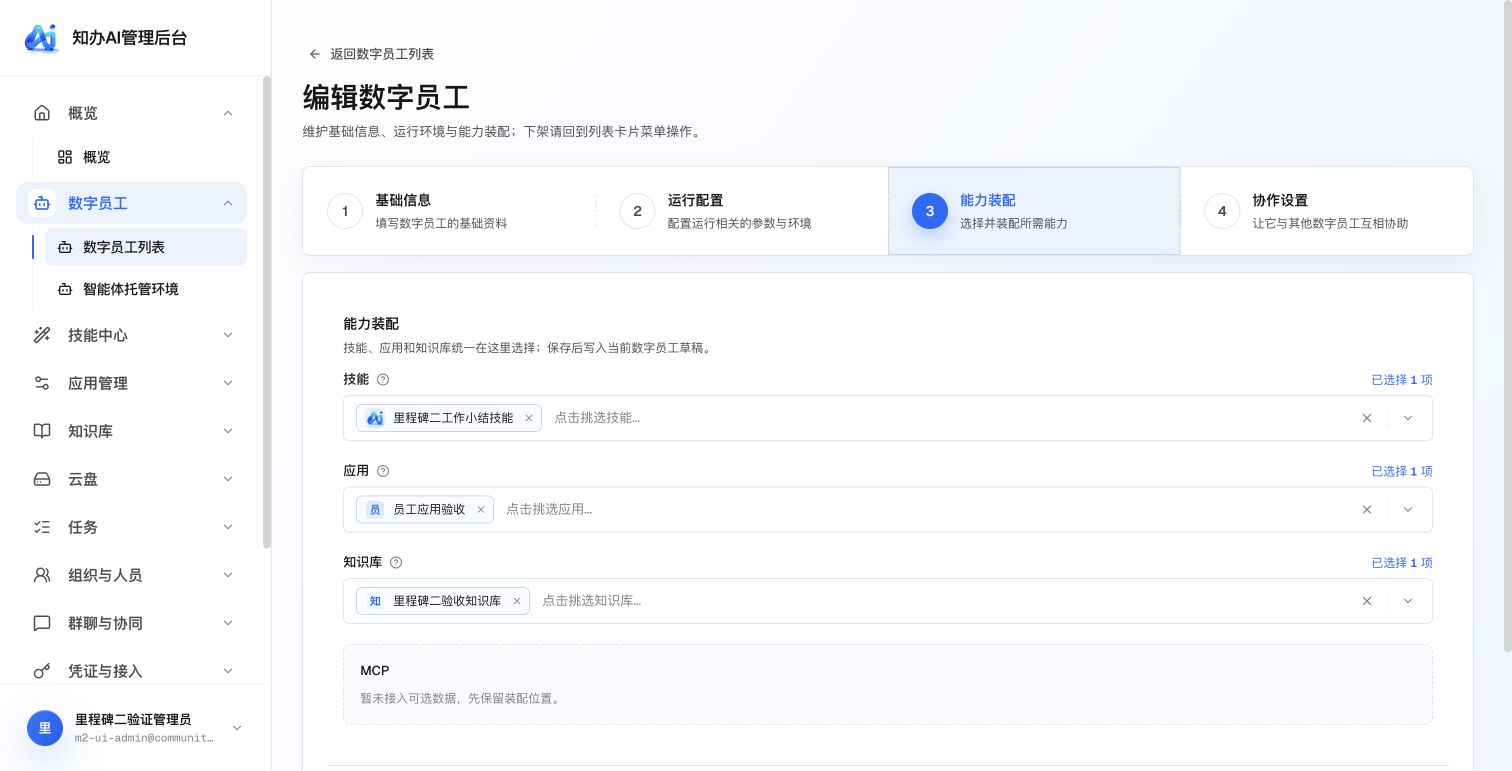 知办AI管理后台
概览
概览
数字员工
数字员工列表
智能体托管环境
技能中心
应用管理
知识库
云盘
任务
组织与人员
群聊与协同
凭证与接入
里
里程碑二验证管理员
m2-ui-admin@communit…
返回数字员工列表
编辑数字员工
维护基础信息、运行环境与能力装配；下架请回到列表卡片菜单操作。
1
基础信息
填写数字员工的基础资料
2
运行配置
配置运行相关的参数与环境
3
能力装配
选择并装配所需能力
4
协作设置
让它与其他数字员工互相协助
能力装配
技能、应用和知识库统一在这里选择；保存后写入当前数字员工草稿。
技能
已选择 1 项
里程碑二工作小结技能 点击挑选技能...
应用
已选择 1 项
员 员工应用验收 点击挑选应用...
知识库
已选择 1 项
知 里程碑二验收知识库 点击挑选知识库...
MCP
暂未接入可选数据，先保留装配位置。